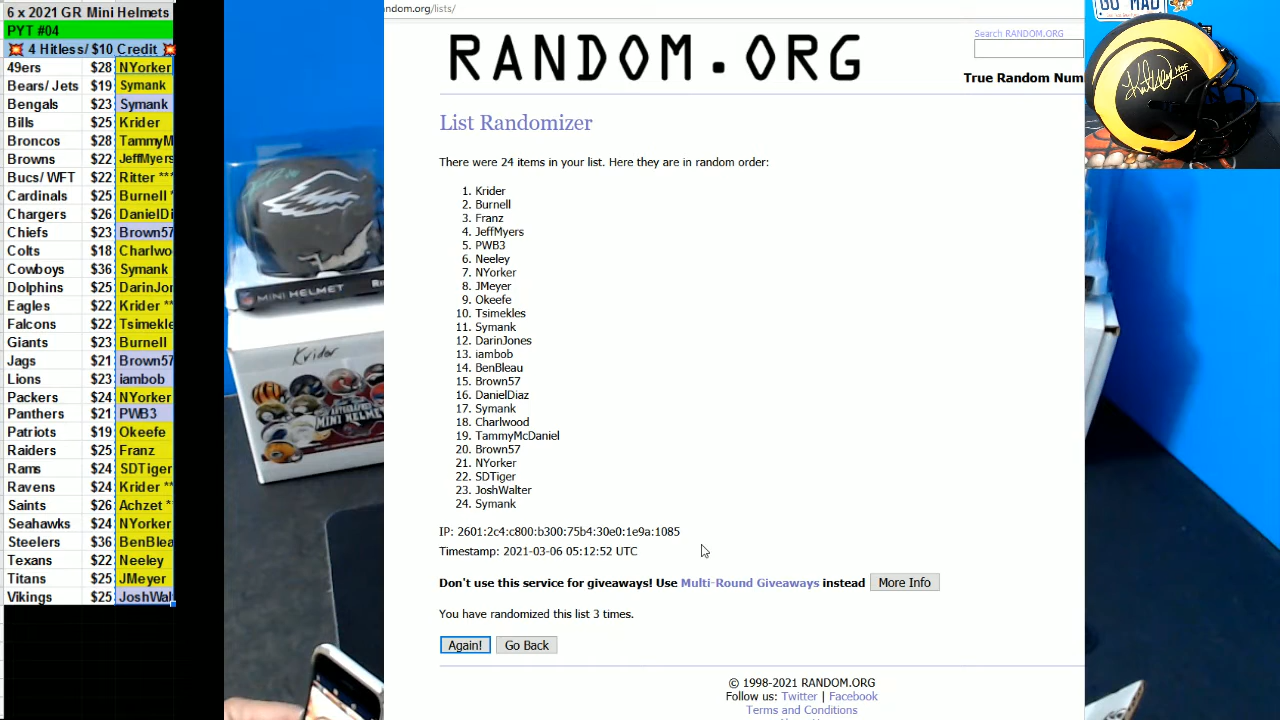 6 x 2021 GR Mini Helmets
PYT #04
💥 4 Hitless/ $10 Credit 💥
49ers $28 NYorker
Bears/ Jets $19 Symank
Bengals $23 Symank
Bills $25 Krider
Broncos $28 TammyM
Browns $22 JeffMyers
Bucs/ WFT $22 Ritter ***
Cardinals $25 Burnell *
Chargers $26 DanielDi
Chiefs $23 Brown57
Colts $18 Charlwo
Cowboys $36 Symank
Dolphins $25 DarinJor
Eagles $22 Krider **
Falcons $22 Tsimekle
Giants $23 Burnell
Jags $21 Brown57
Lions $23 iambob
Packers $24 NYorker
Panthers $21 PWB3
Patriots $19 Okeefe
Raiders $25 Franz
Rams $24 SDTiger
Ravens $24 Krider **
Saints $26 Achzet **
Seahawks $24 NYorker
Steelers $36 BenBlea
Texans $22 Neeley
Titans $25 JMeyer
Vikings $25 JoshWal
MINI HELMET
Krider
MINI HELMET
ndom.org/lists/
RANDOM.ORG
Search RANDOM.ORG
True Random Num
List Randomizer
There were 24 items in your list. Here they are in random order:
1. Krider
2. Burnell
3. Franz
4. JeffMyers
5. PWB3
6. Neeley
7. NYorker
8. JMeyer
9. Okeefe
10. Tsimekles
11. Symank
12. DarinJones
13. iambob
14. BenBleau
15. Brown57
16. DanielDiaz
17. Symank
18. Charlwood
19. TammyMcDaniel
20. Brown57
21. NYorker
22. SDTiger
23. JoshWalter
24. Symank
IP: 2601:2c4:c800:b300:75b4:30e0:1e9a:1085
Timestamp: 2021-03-06 05:12:52 UTC
Don't use this service for giveaways! Use Multi-Round Giveaways instead More Info
You have randomized this list 3 times.
Again! Go Back
© 1998-2021 RANDOM.ORG
Follow us: Twitter | Facebook
Terms and Conditions
GO MAD
HOF
17